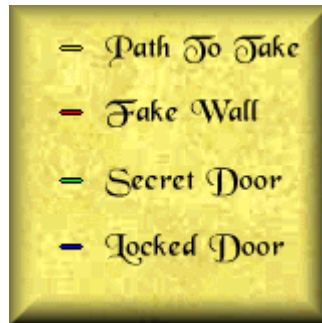 Path To Take
Fake Wall
Secret Door
Locked Door